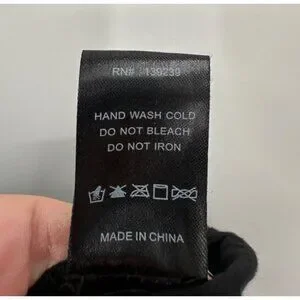 RN# : 139239
HAND WASH COLD
DO NOT BLEACH
DO NOT IRON
MADE IN CHINA